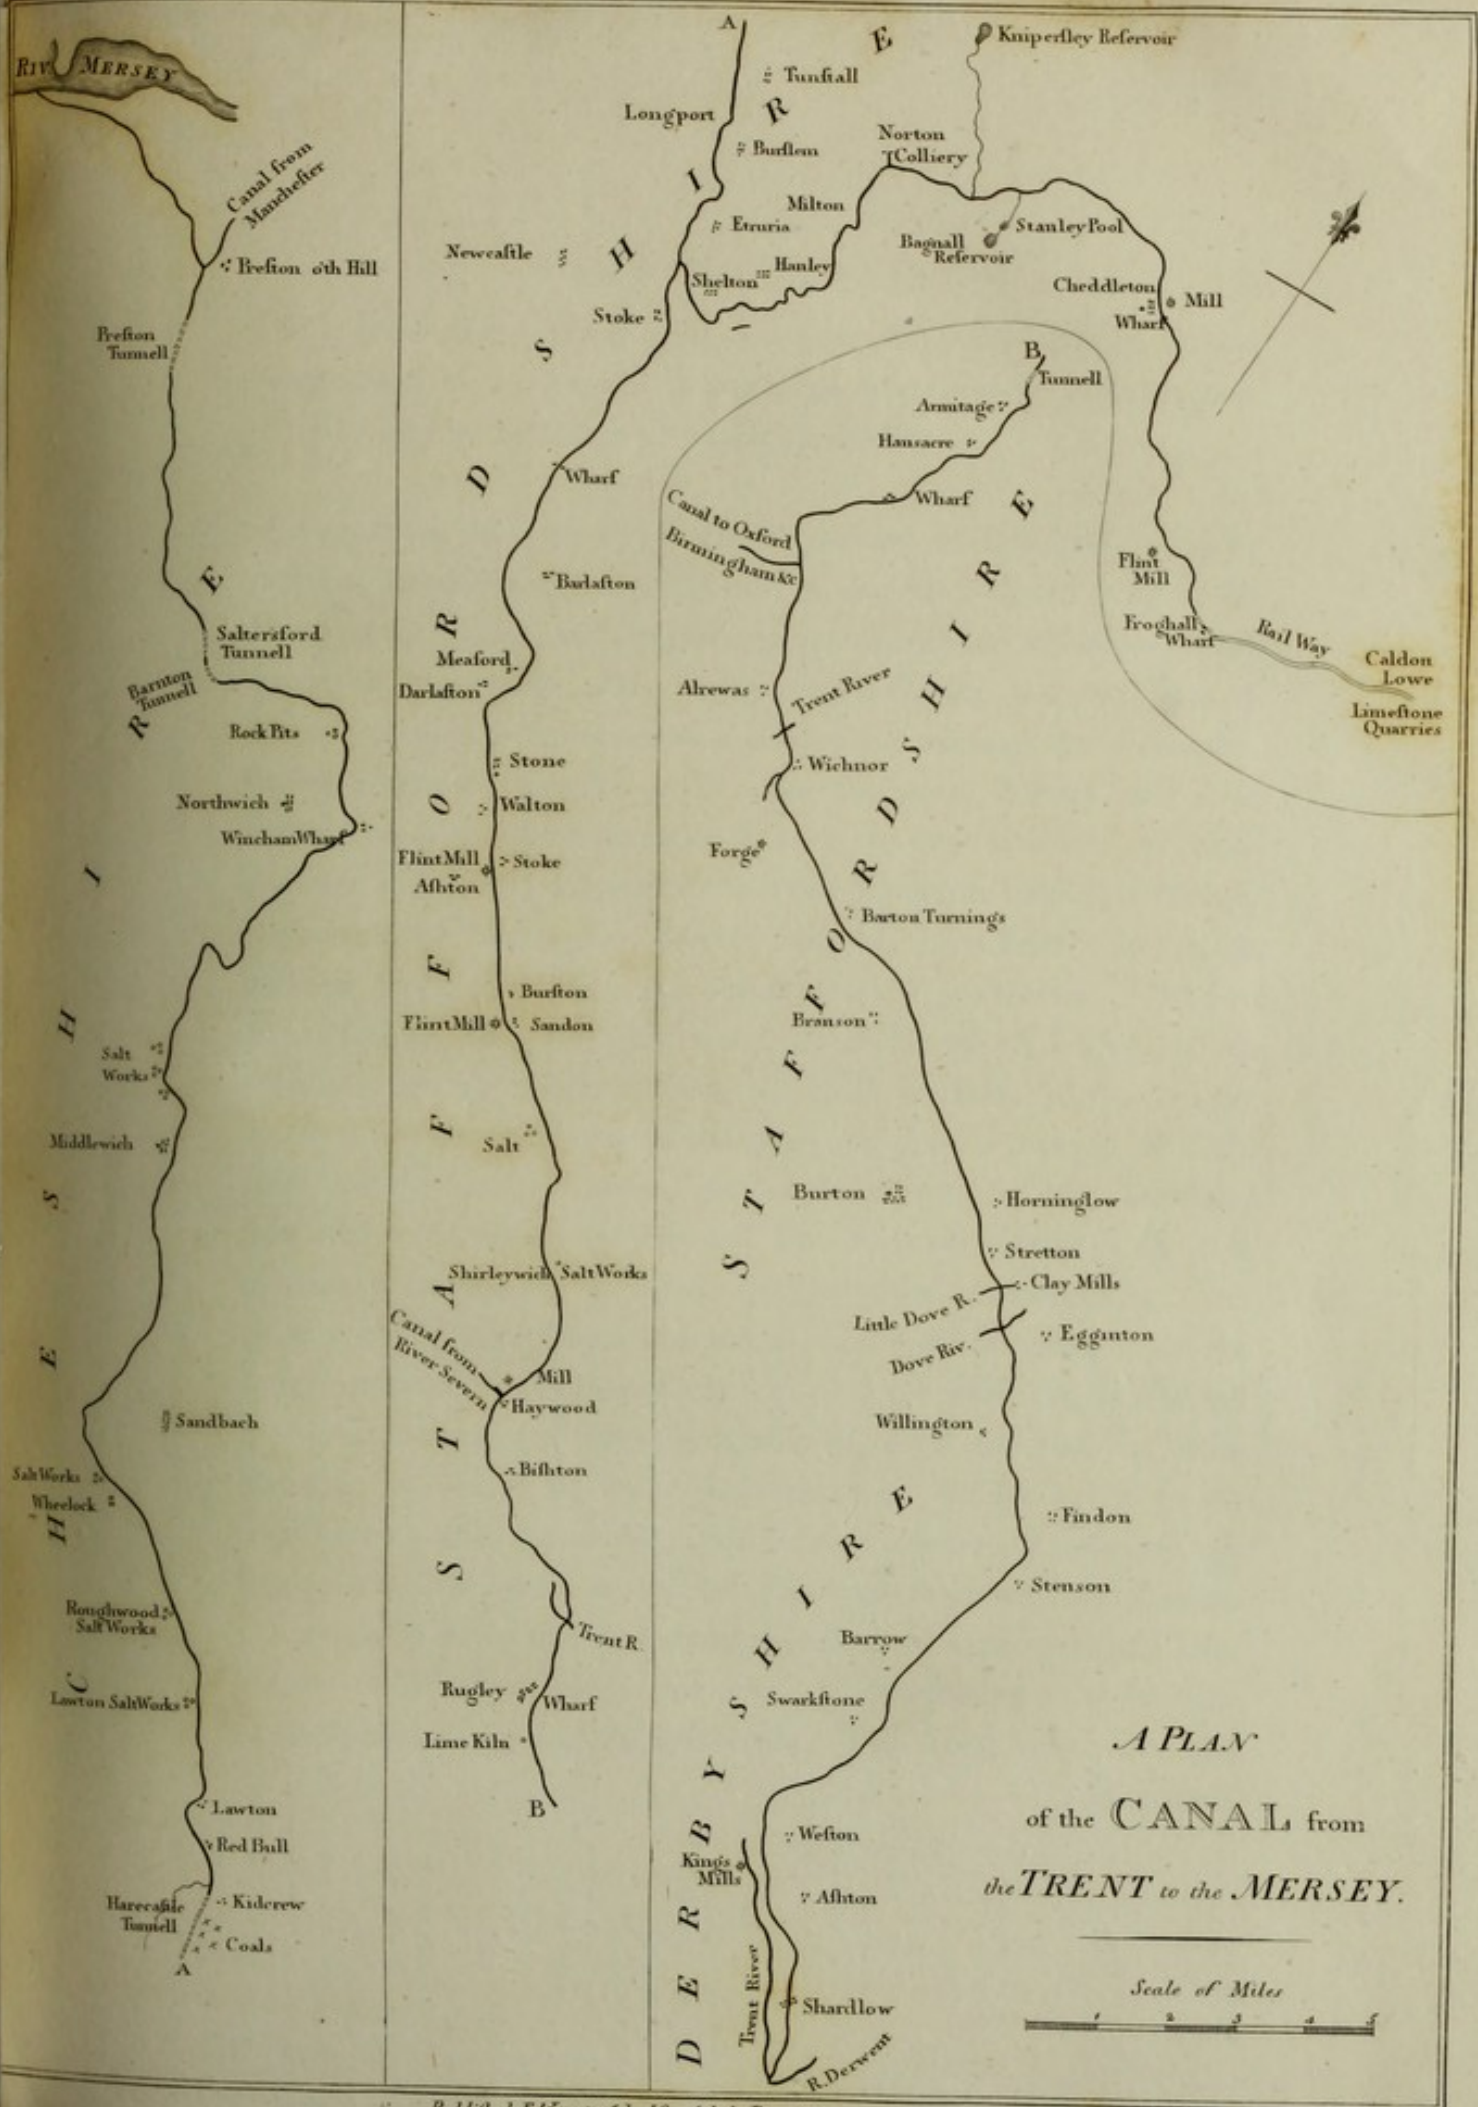 RIV. MERSEY
Canal from
Mancheſter
Preſton oth Hill
Preſton
Tunnell
Saltersford
Tunnell
Barnton
Tunnell
Rock Pits
Northwich
Wincham Wharf
Salt
Works
Middlewich
Sandbach
Salt Works
Wheelock
Roughwood
Salt Works
Lawton Salt Works
Lawton
Red Bull
Harecaſtle
Tunnell
Kidcrew
Coals
A
CHESHIRE
A
Tunſtall
Longport
Burſlem
Etruria
Newcaſtle
Shelton
Hanley
Stoke
Milton
Norton
Colliery
Knipersley Reſervoir
Stanley Pool
Bagnall
Reſervoir
Cheddleton
Mill
Wharf
Flint
Mill
Froghall
Wharf
Rail Way
Caldon
Lowe
Limeſtone
Quarries
Wharf
Barlaſton
Meaford
Darlaſton
Stone
Walton
Flint Mill
Stoke
Aſhton
Burſton
Flint Mill
Sandon
Salt
Shirleywich
Salt Works
Canal from
River Severn
Mill
Haywood
Biſhton
Trent R.
Rugley
Wharf
Lime Kiln
B
STAFFORDSHIRE
B
Tunnell
Armitage
Hansacre
Wharf
Canal to Oxford
Birmingham &c
Alrewas
Trent River
Wichnor
Forge
Barton Turnings
Branson
Burton
Horninglow
Stretton
Clay Mills
Little Dove R.
Dove Riv.
Egginton
Willington
Findon
Stenson
Barrow
Swarkſtone
Weſton
Kings
Mills
Aſhton
Trent River
Shardlow
R. Derwent
STAFFORDSHIRE
DERBYSHIRE
A PLAN
of the CANAL from
the TRENT to the MERSEY.
Scale of Miles
1 2 3 4 5